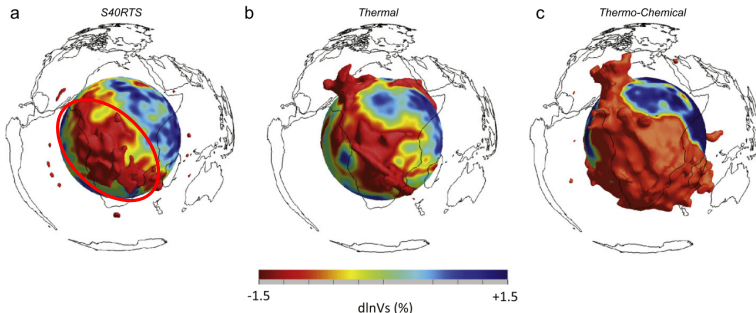 a
S40RTS
b
Thermal
c
Thermo-Chemical
-1.5
+1.5
dlnVs (%)